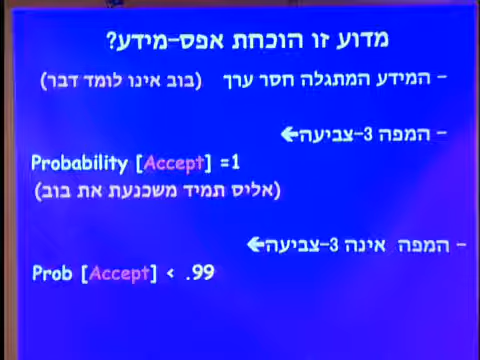 מדוע זו הוכחת אפס-מידע?
- המידע המתגלה חסר ערך (בוב אינו לומד דבר)
- המפה 3-צביעה←
Probability [Accept] =1
(אליס תמיד משכנעת את בוב)
- המפה אינה 3-צביעה←
Prob [Accept] < .99